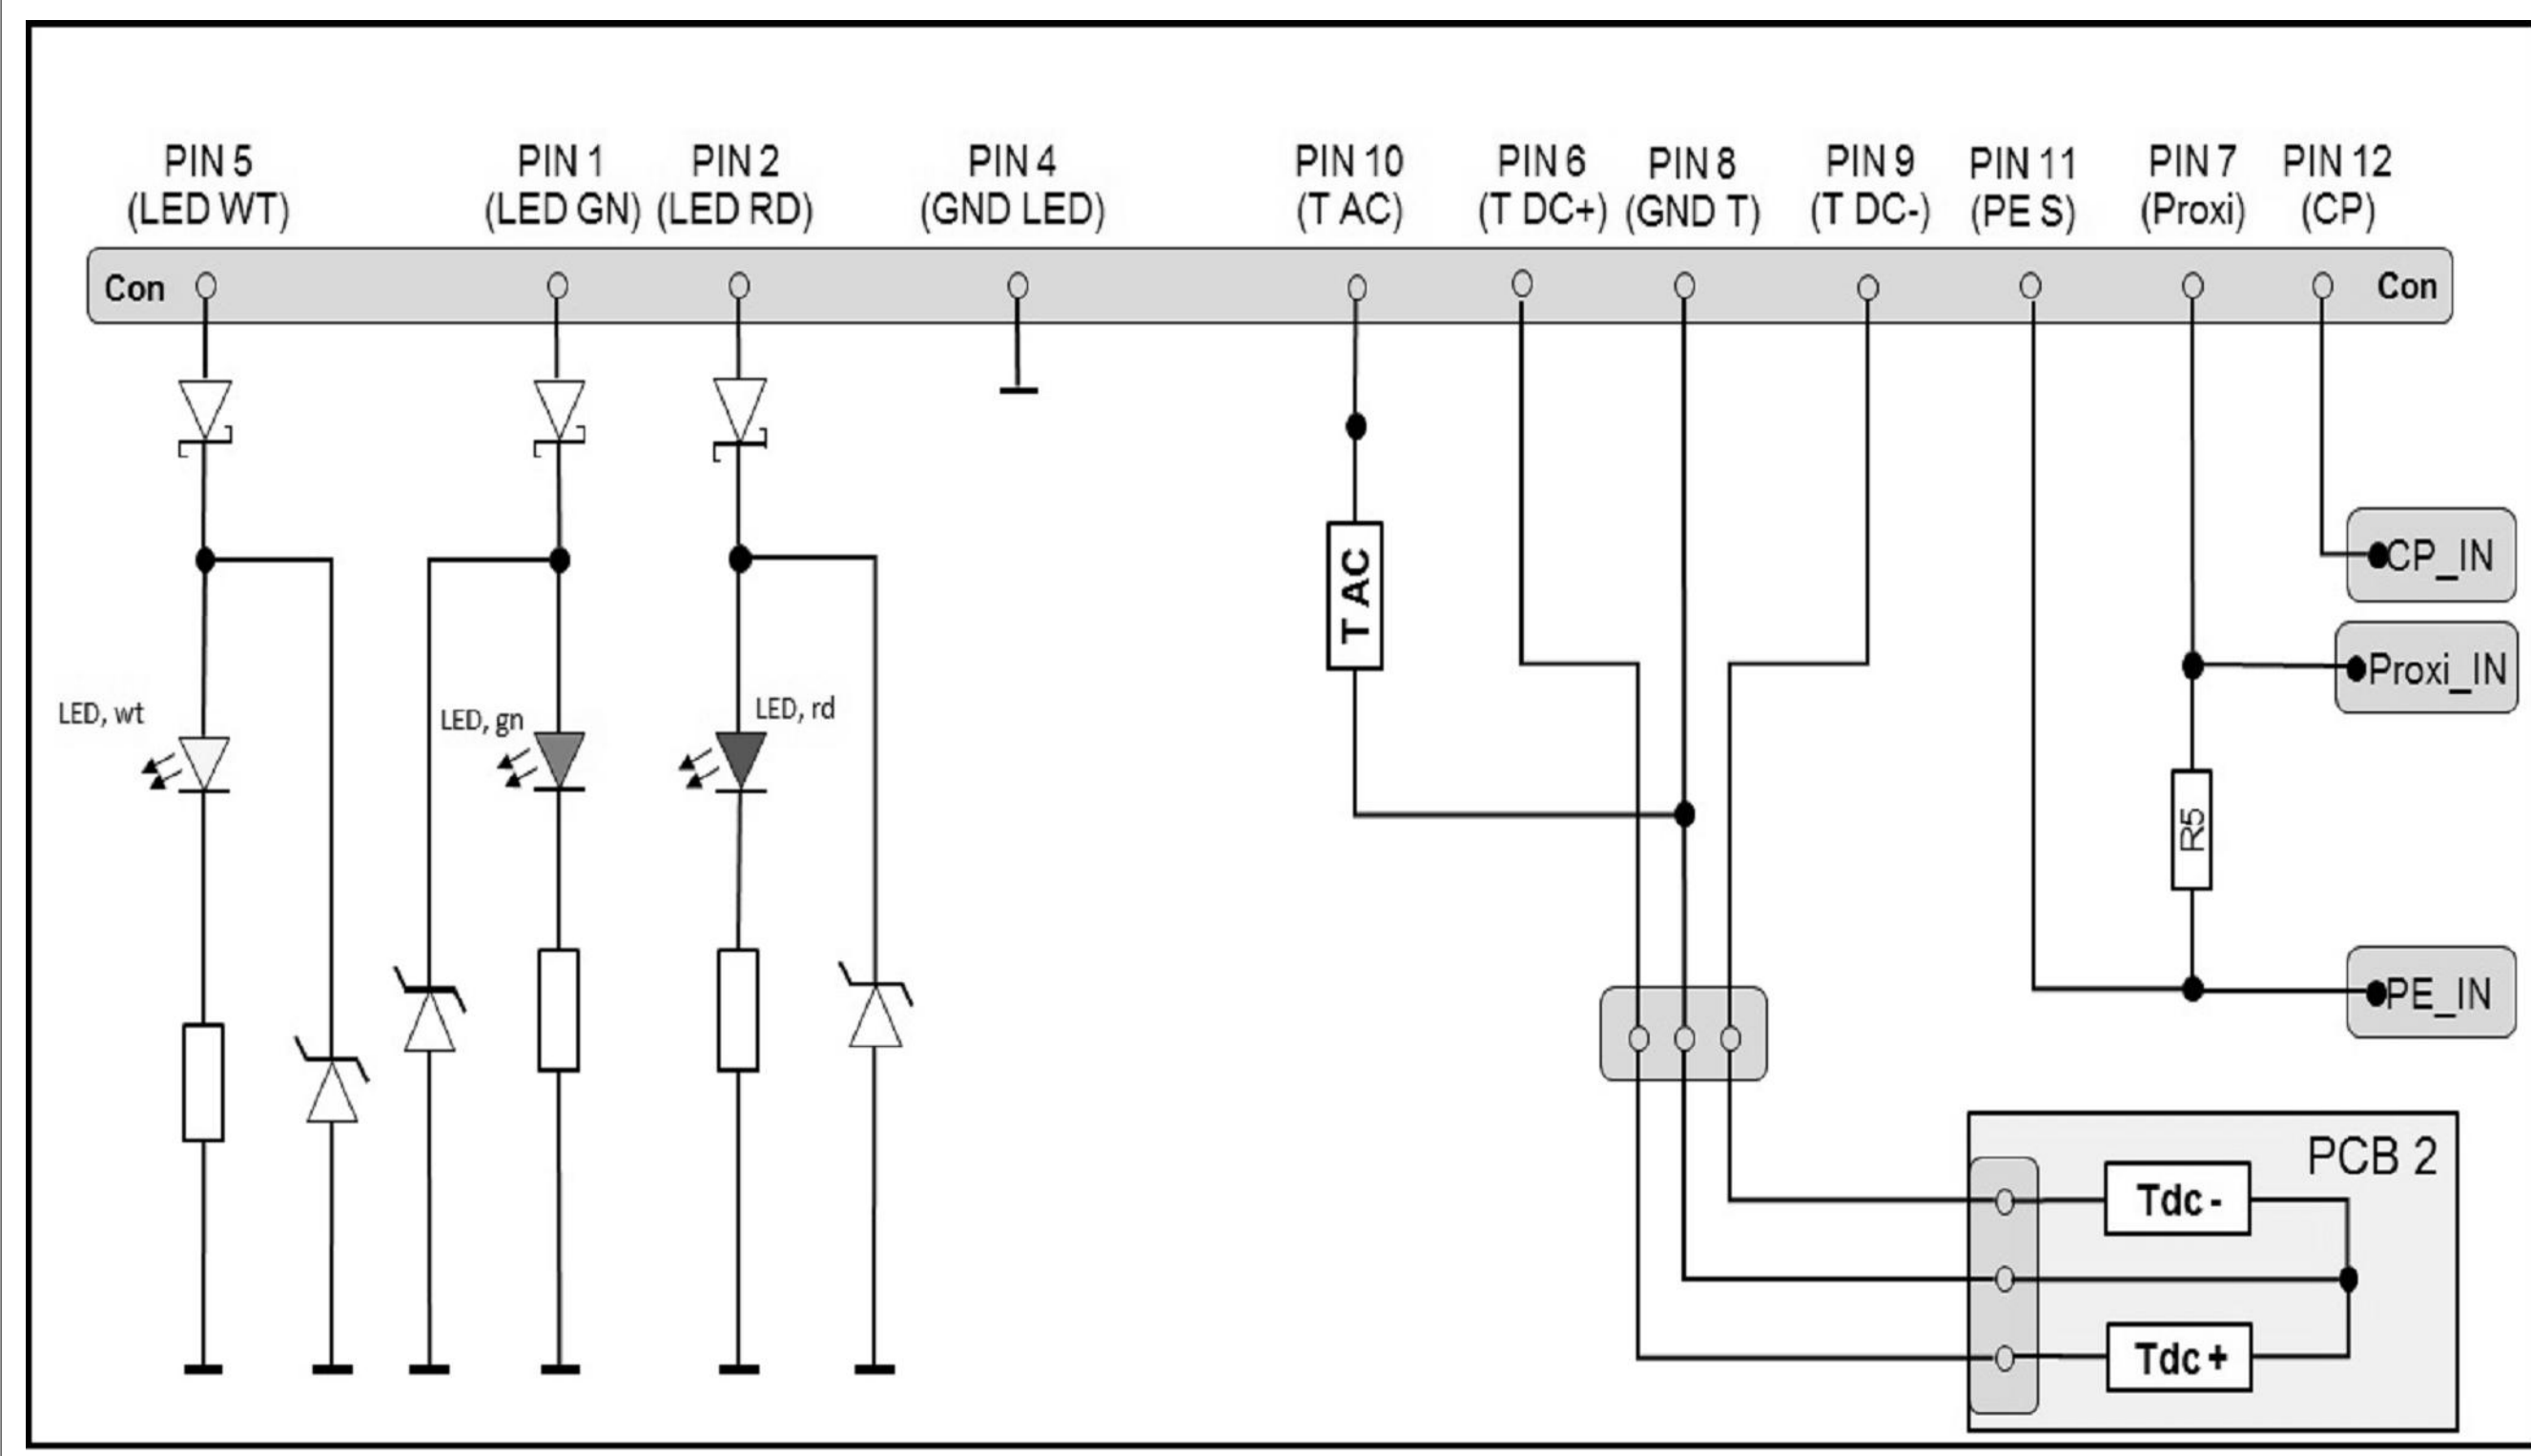 PIN 5
(LED WT)
PIN 1
(LED GN)
PIN 2
(LED RD)
PIN 4
(GND LED)
PIN 10
(T AC)
PIN 6
(T DC+)
PIN 8
(GND T)
PIN 9
(T DC-)
PIN 11
(PE S)
PIN 7
(Proxi)
PIN 12
(CP)
Con
Con
CP_IN
T AC
Proxi_IN
LED, wt
LED, gn
LED, rd
R5
PE_IN
PCB 2
Tdc -
Tdc +